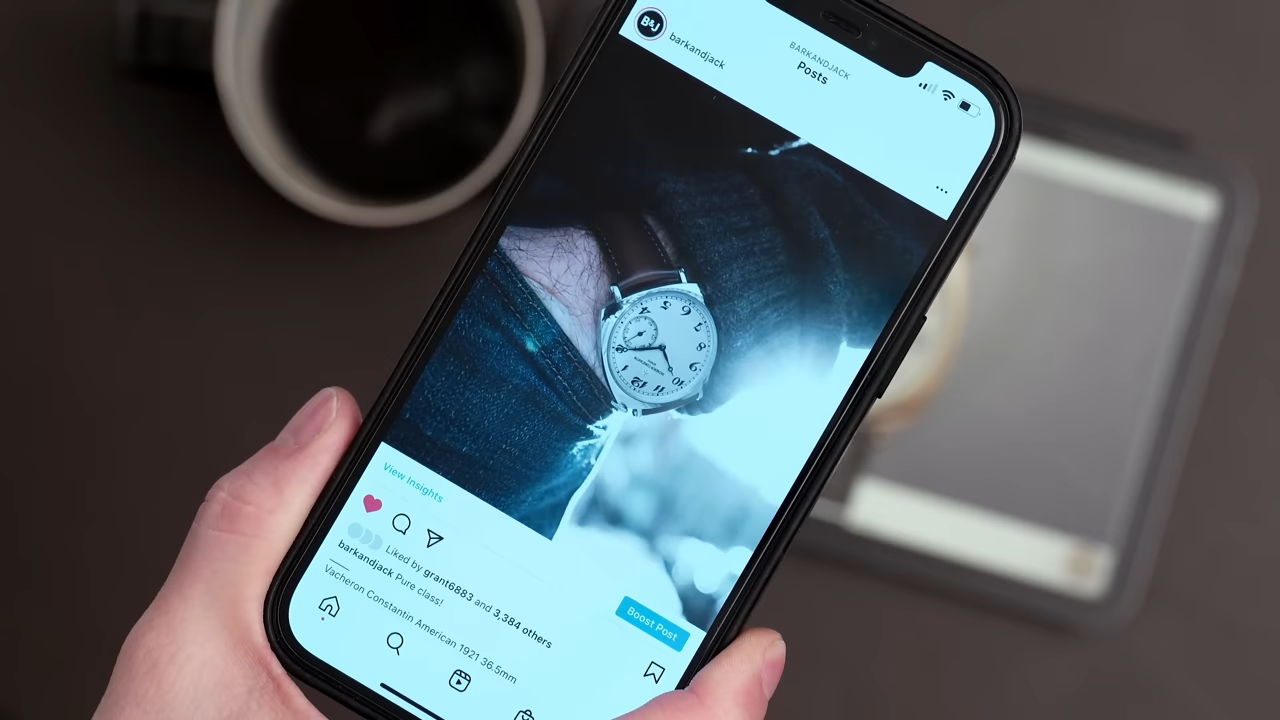 B&J
barkandjack
BARKANDJACK
Posts
...
View Insights
Boost Post
Liked by grant6883 and 3,384 others
barkandjack Pure class!
Vacheron Constantin American 1921 36.5mm